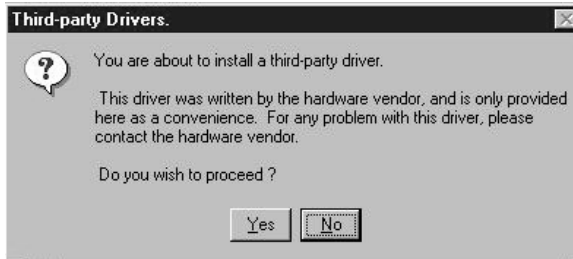 Third-party Drivers.
You are about to install a third-party driver.
This driver was written by the hardware vendor, and is only provided
here as a convenience. For any problem with this driver, please
contact the hardware vendor.
Do you wish to proceed ?
Yes No